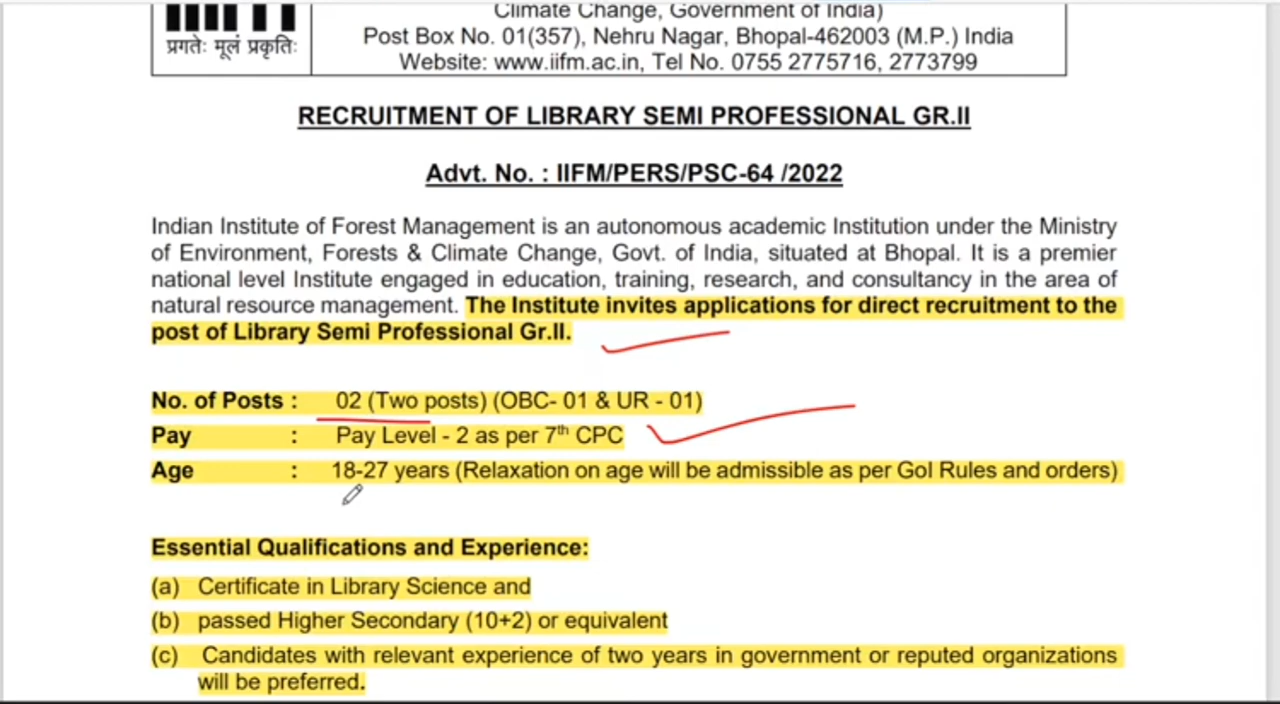 Climate Change, Government of India)
प्रगतेः मूलं प्रकृतिः
Post Box No. 01(357), Nehru Nagar, Bhopal-462003 (M.P.) India
Website: www.iifm.ac.in, Tel No. 0755 2775716, 2773799
RECRUITMENT OF LIBRARY SEMI PROFESSIONAL GR.II
Advt. No. : IIFM/PERS/PSC-64 /2022
Indian Institute of Forest Management is an autonomous academic Institution under the Ministry
of Environment, Forests & Climate Change, Govt. of India, situated at Bhopal. It is a premier
national level Institute engaged in education, training, research, and consultancy in the area of
natural resource management. The Institute invites applications for direct recruitment to the
post of Library Semi Professional Gr.II.
No. of Posts : 02 (Two posts) (OBC- 01 & UR - 01)
Pay : Pay Level - 2 as per 7th CPC
Age : 18-27 years (Relaxation on age will be admissible as per GoI Rules and orders)
Essential Qualifications and Experience:
(a) Certificate in Library Science and
(b) passed Higher Secondary (10+2) or equivalent
(c) Candidates with relevant experience of two years in government or reputed organizations
will be preferred.